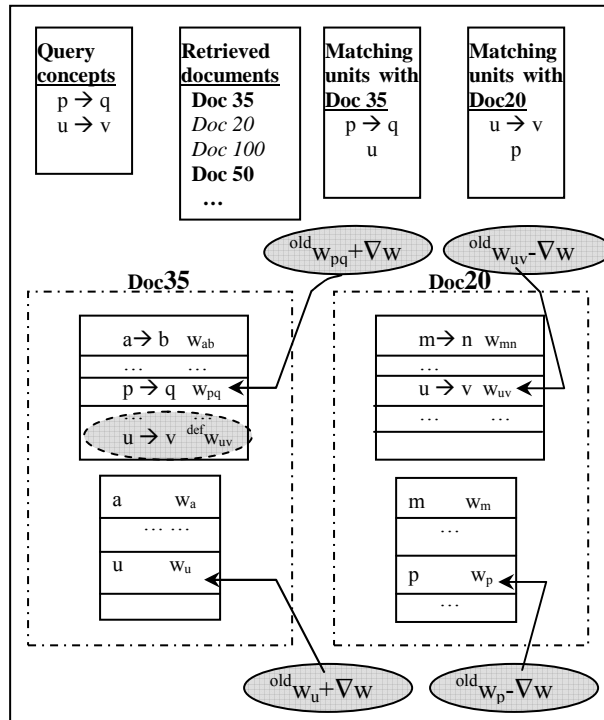 Query
concepts
p → q
u → v
Retrieved
documents
Doc 35
Doc 20
Doc 100
Doc 50
…
Matching
units with
Doc 35
p → q
u
Matching
units with
Doc20
u → v
p
oldwpq+∇w
olduv-∇w
Doc35
a → b wab
… …
p → q wpq
… …
u → v defwuv
a wa
… …
u wu
Doc20
m → n wmn
…
u → v wuv
… …
m wm
…
p wp
…
oldwu+∇w
oldwp-∇w